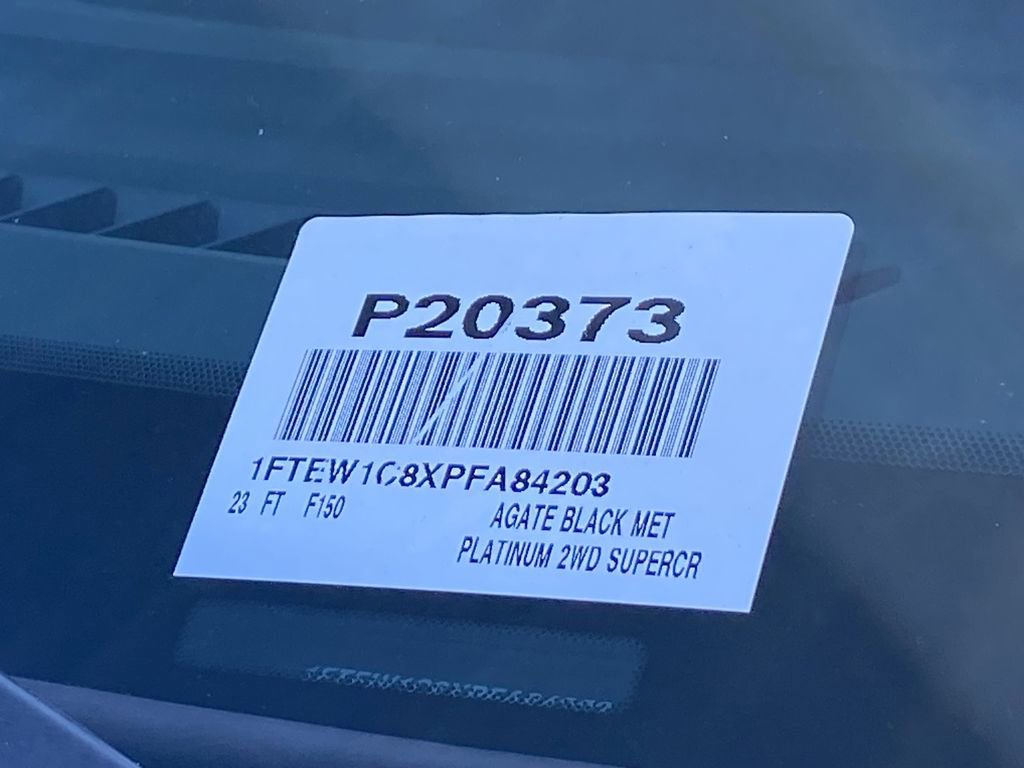 P20373
1FTEW1C8XPFA84203
23 FT F150
AGATE BLACK MET
PLATINUM 2WD SUPERCR